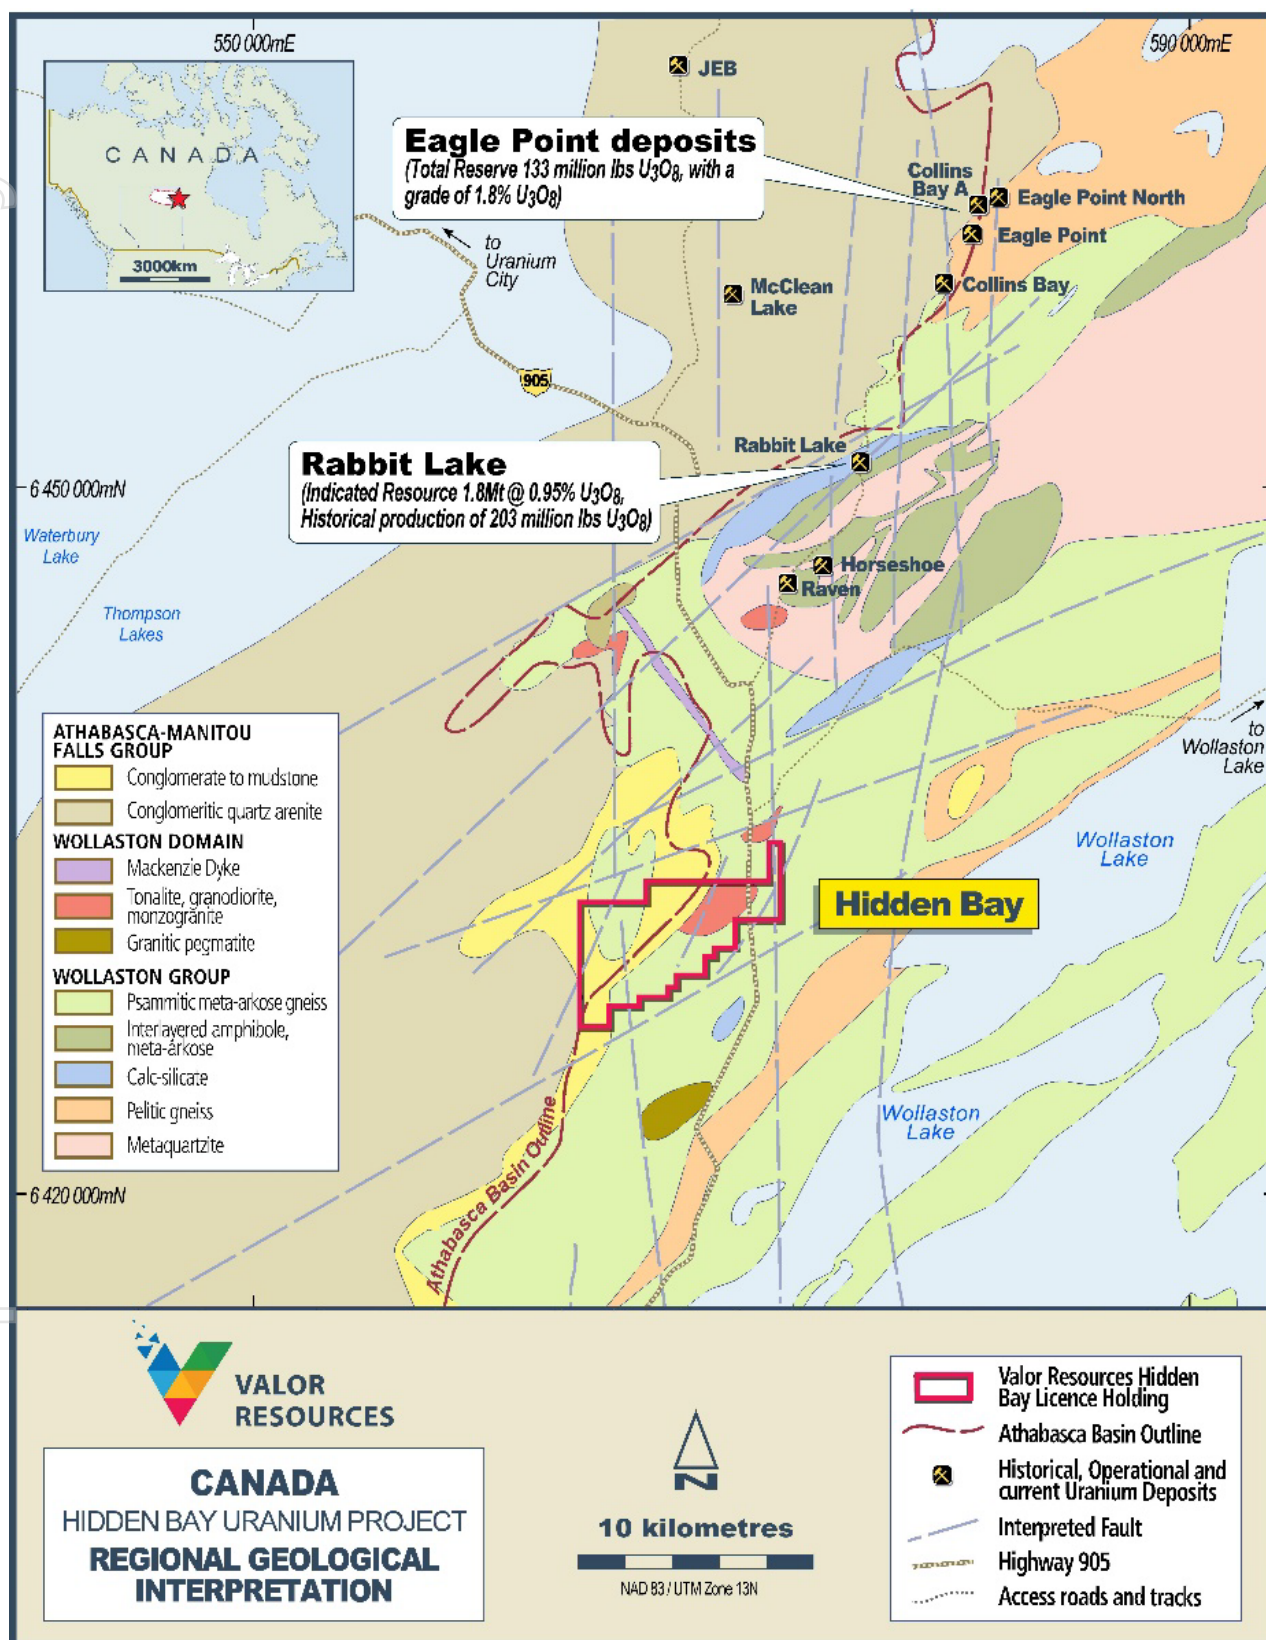 550 000mE
590 000mE
CANADA
3000km
JEB
Eagle Point deposits
(Total Reserve 133 million lbs U₃O₈, with a
grade of 1.8% U₃O₈)
Collins
Bay A
Eagle Point North
Eagle Point
Collins Bay
to
Uranium
City
McClean
Lake
905
Rabbit Lake
Rabbit Lake
(Indicated Resource 1.8Mt @ 0.95% U₃O₈,
Historical production of 203 million lbs U₃O₈)
6 450 000mN
Waterbury
Lake
Thompson
Lakes
Horseshoe
Raven
to
Wollaston
Lake
ATHABASCA-MANITOU
FALLS GROUP
Conglomerate to mudstone
Conglomeritic quartz arenite
WOLLASTON DOMAIN
Mackenzie Dyke
Tonalite, granodiorite,
monzogranite
Granitic pegmatite
WOLLASTON GROUP
Psammitic meta-arkose gneiss
Interlayered amphibole,
meta-arkose
Calc-silicate
Pelitic gneiss
Metaquartzite
Wollaston
Lake
Hidden Bay
Wollaston
Lake
Athabasca Basin Outline
6 420 000mN
VALOR
RESOURCES
CANADA
HIDDEN BAY URANIUM PROJECT
REGIONAL GEOLOGICAL
INTERPRETATION
N
10 kilometres
NAD 83 / UTM Zone 13N
Valor Resources Hidden
Bay Licence Holding
Athabasca Basin Outline
Historical, Operational and
current Uranium Deposits
Interpreted Fault
Highway 905
Access roads and tracks